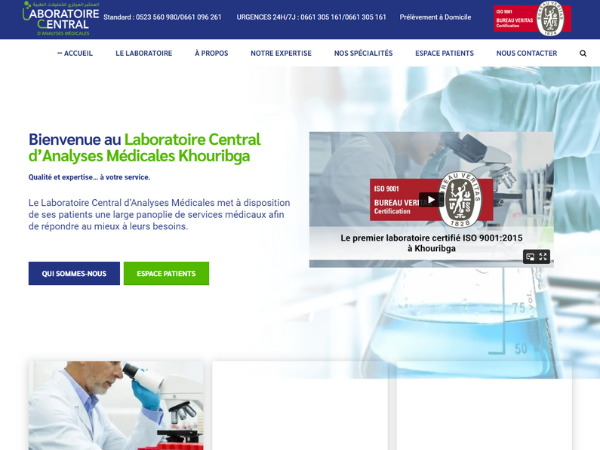 المختبر المركزي للتحليلات الطبية
LABORATOIRE CENTRAL
D'ANALYSES MÉDICALES
Standard : 0523 560 980/0661 096 261
URGENCES 24H/7J : 0661 305 161/0661 305 161
Prélèvement à Domicile
ISO 9001
BUREAU VERITAS
Certification
BUREAU VERITAS
1828
— ACCUEIL
LE LABORATOIRE
À PROPOS
NOTRE EXPERTISE
NOS SPÉCIALITÉS
ESPACE PATIENTS
NOUS CONTACTER
Bienvenue au Laboratoire Central
d'Analyses Médicales Khouribga
Qualité et expertise... à votre service.
Le Laboratoire Central d'Analyses Médicales met à disposition
de ses patients une large panoplie de services médicaux afin
de répondre au mieux à leurs besoins.
QUI SOMMES-NOUS
ESPACE PATIENTS
ISO 9001
BUREAU VERITAS
Certification
BUREAU VERITAS
1828
Le premier laboratoire certifié ISO 9001:2015
à Khouribga
75
50